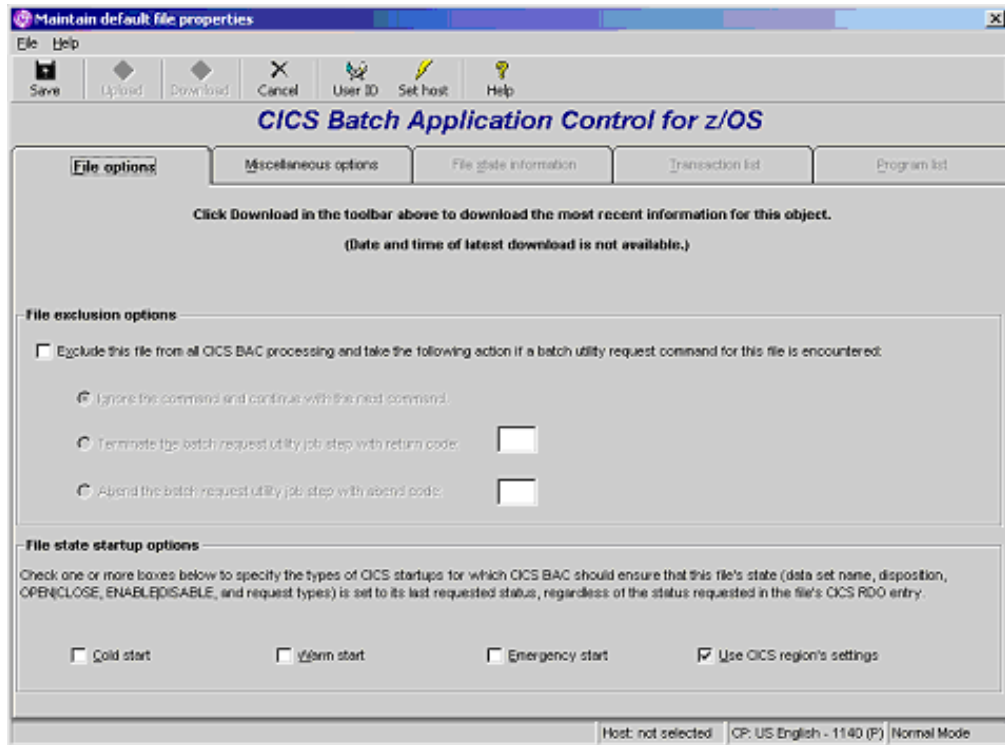 Maintain default file properties
File Help
Save Upload Download Cancel User ID Set host Help
CICS Batch Application Control for z/OS
File options Miscellaneous options File state information Transaction list Program list
Click Download in the toolbar above to download the most recent information for this object.
(Date and time of latest download is not available.)
File exclusion options
Exclude this file from all CICS BAC processing and take the following action if a batch utility request command for this file is encountered:
Ignore the command and continue with the next command.
Terminate the batch request utility job step with return code:
Abend the batch request utility job step with abend code:
File state startup options
Check one or more boxes below to specify the types of CICS startups for which CICS BAC should ensure that this file's state (data set name, disposition,
OPEN|CLOSE, ENABLE|DISABLE, and request types) is set to its last requested status, regardless of the status requested in the file's CICS RDO entry.
Cold start Warm start Emergency start Use CICS region's settings
Host: not selected CP: US English - 1140 (P) Normal Mode